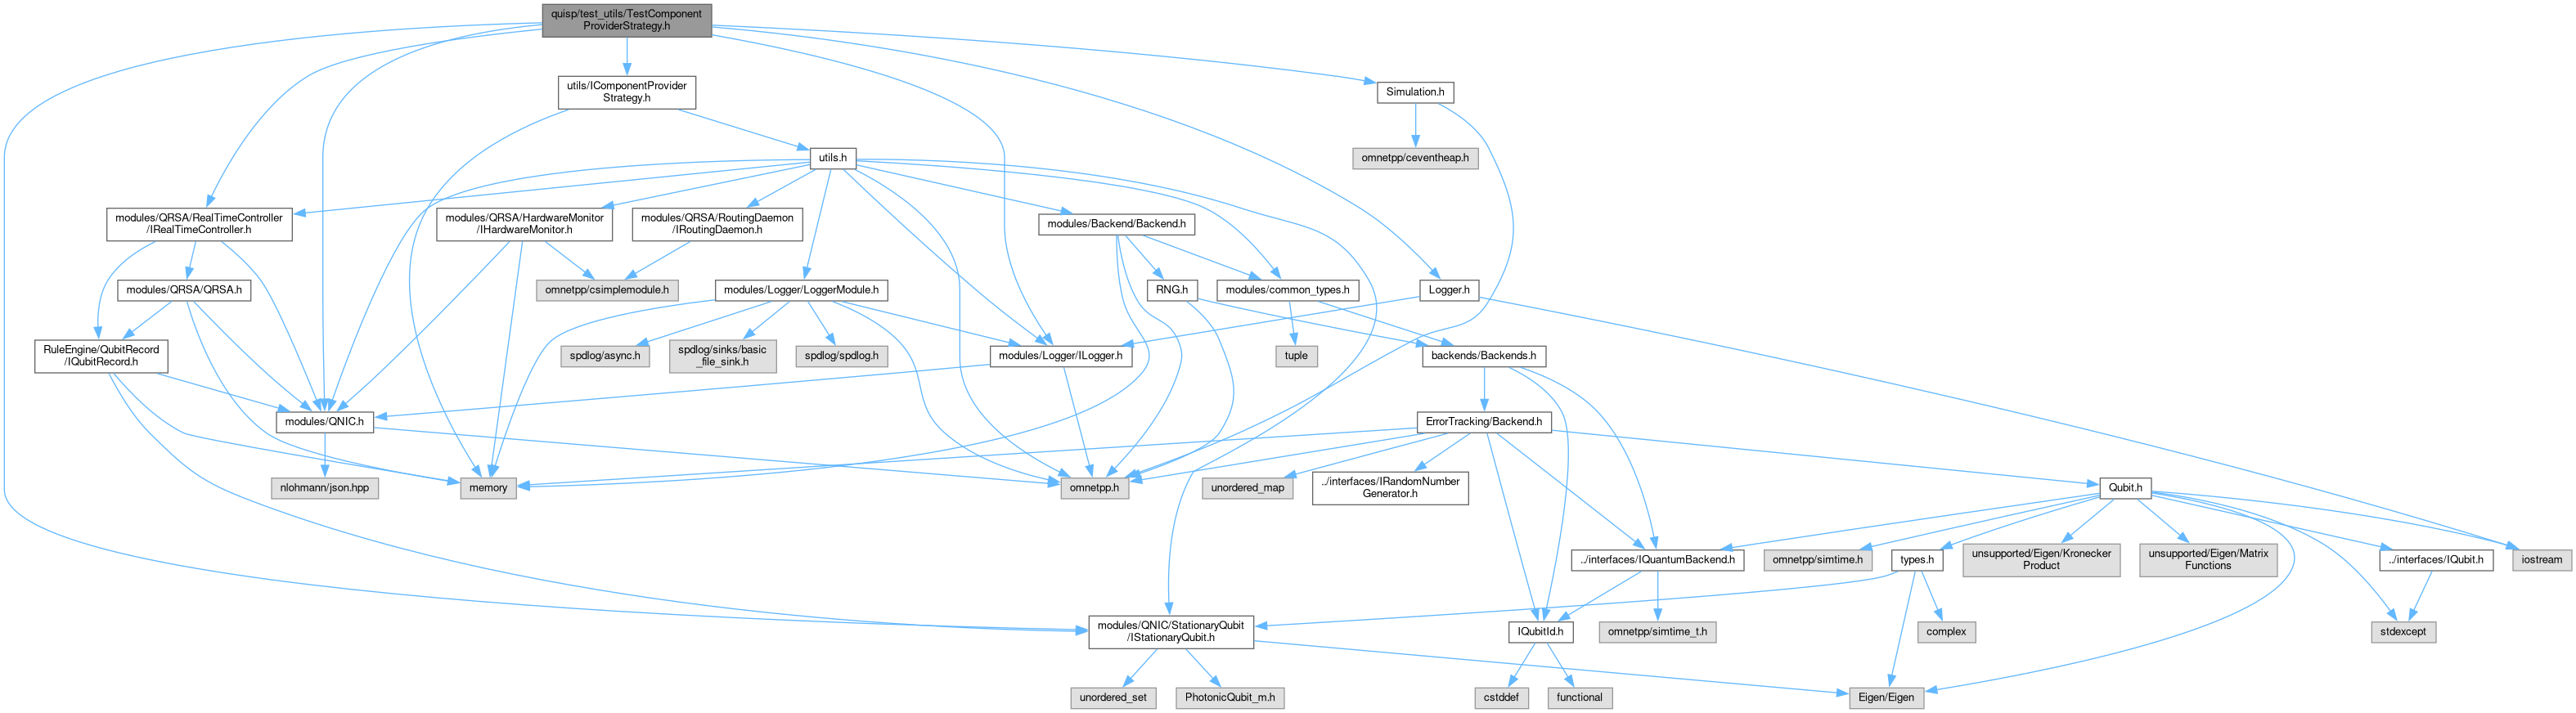 quisp/test_utils/TestComponent
ProviderStrategy.h
utils/IComponentProvider
Strategy.h
Simulation.h
utils.h
omnetpp/ceventheap.h
modules/QRSA/RealTimeController
/IRealTimeController.h
modules/QRSA/HardwareMonitor
/IHardwareMonitor.h
modules/QRSA/RoutingDaemon
/IRoutingDaemon.h
modules/Backend/Backend.h
modules/QRSA/QRSA.h
omnetpp/csimplemodule.h
modules/Logger/LoggerModule.h
RNG.h
modules/common_types.h
Logger.h
RuleEngine/QubitRecord
/IQubitRecord.h
spdlog/async.h
spdlog/sinks/basic
_file_sink.h
spdlog/spdlog.h
modules/Logger/ILogger.h
tuple
backends/Backends.h
modules/QNIC.h
ErrorTracking/Backend.h
nlohmann/json.hpp
memory
omnetpp.h
unordered_map
../interfaces/IRandomNumber
Generator.h
Qubit.h
../interfaces/IQuantumBackend.h
omnetpp/simtime.h
types.h
unsupported/Eigen/Kronecker
Product
unsupported/Eigen/Matrix
Functions
../interfaces/IQubit.h
iostream
modules/QNIC/StationaryQubit
/IStationaryQubit.h
IQubitId.h
omnetpp/simtime_t.h
complex
stdexcept
unordered_set
PhotonicQubit_m.h
cstddef
functional
Eigen/Eigen